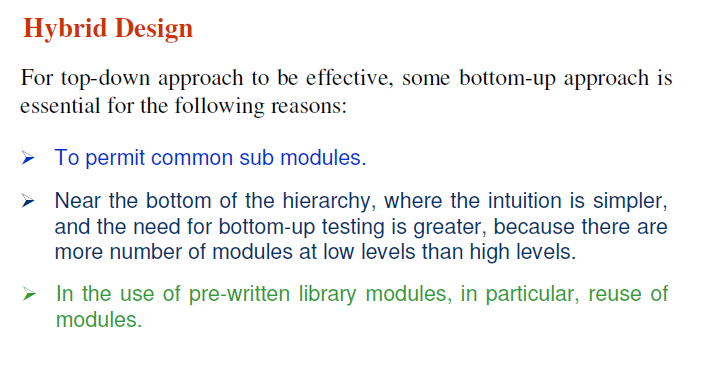 Hybrid Design
For top-down approach to be effective, some bottom-up approach is
essential for the following reasons:
➢ To permit common sub modules.
➢ Near the bottom of the hierarchy, where the intuition is simpler,
and the need for bottom-up testing is greater, because there are
more number of modules at low levels than high levels.
➢ In the use of pre-written library modules, in particular, reuse of
modules.